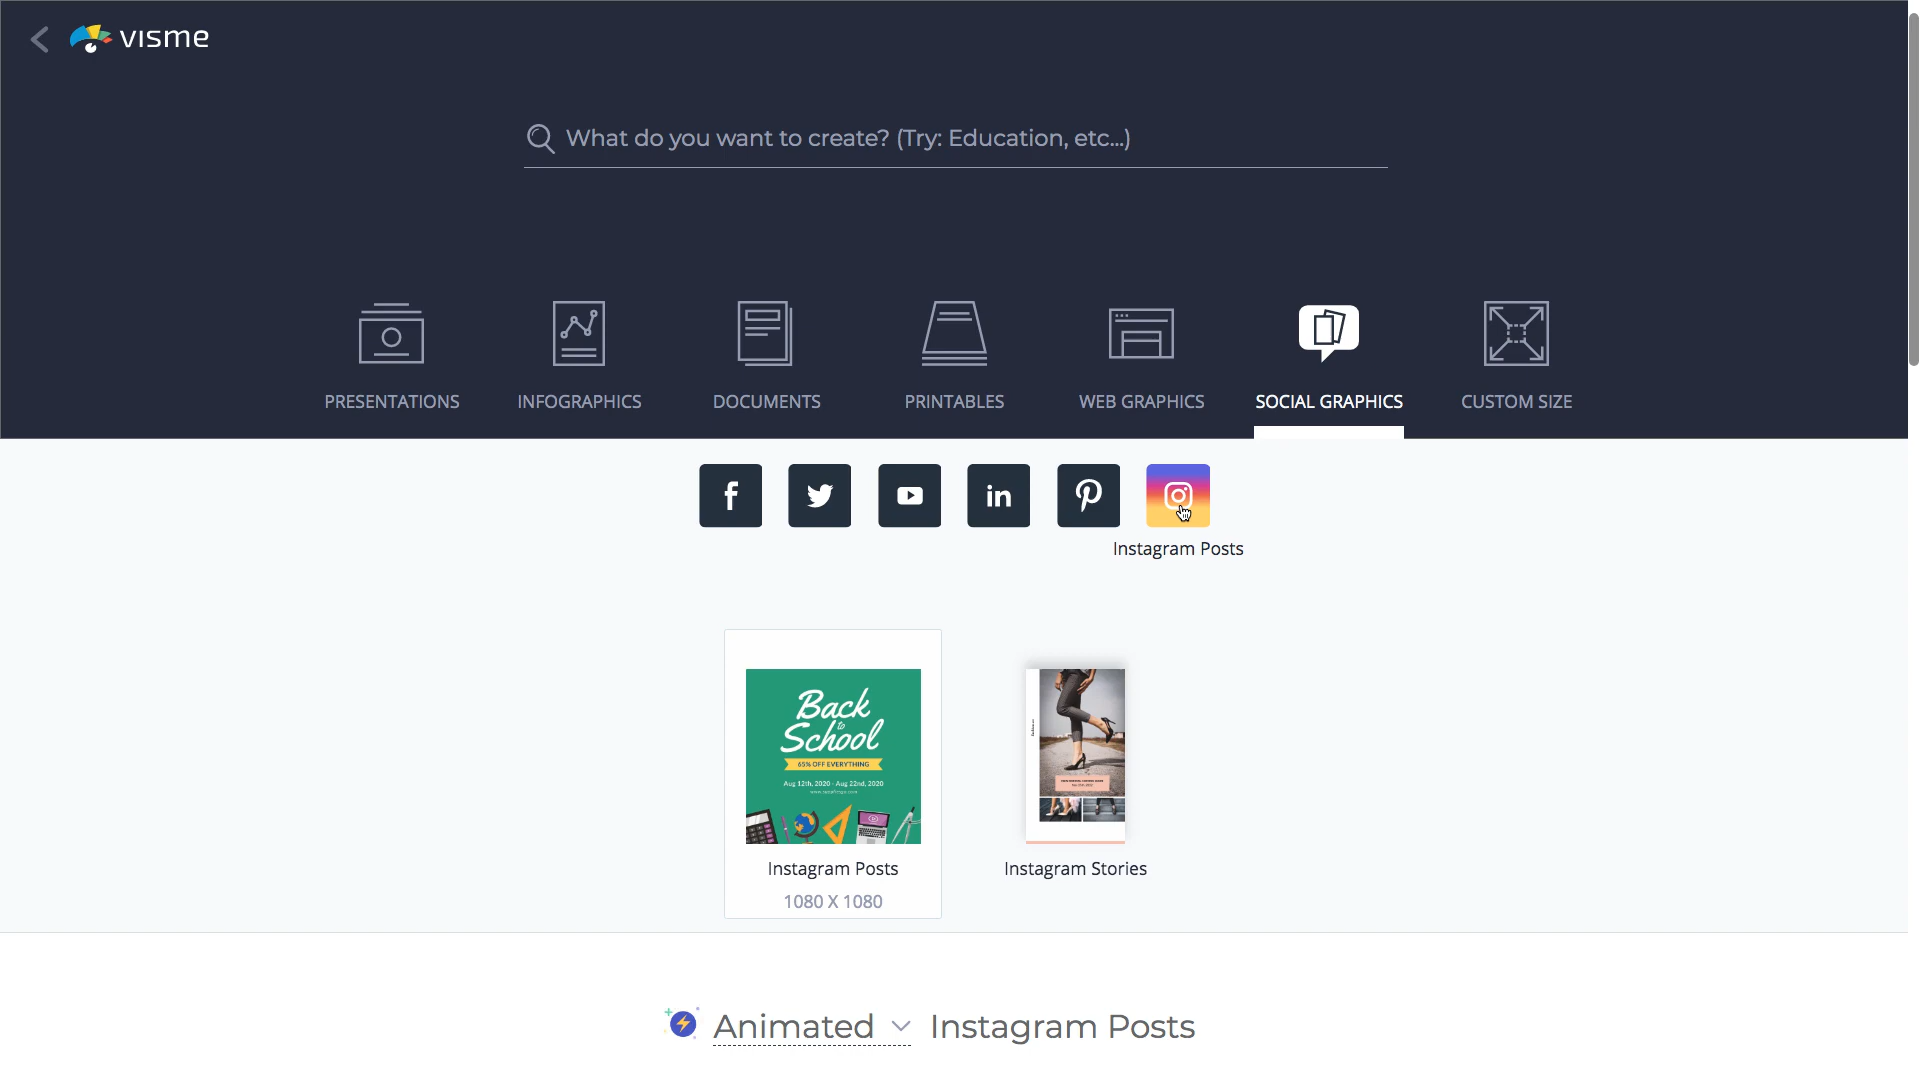 visme
What do you want to create? (Try: Education, etc...)
PRESENTATIONS
INFOGRAPHICS
DOCUMENTS
PRINTABLES
WEB GRAPHICS
SOCIAL GRAPHICS
CUSTOM SIZE
Instagram Posts
Back
to
School
65% OFF EVERYTHING
Aug 12th, 2020 - Aug 22nd, 2020
Instagram Posts
1080 X 1080
Instagram Stories
Animated Instagram Posts